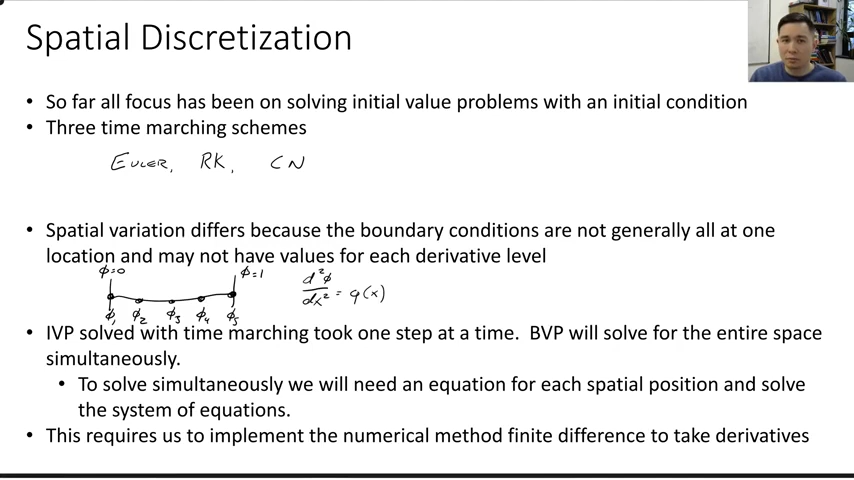 Spatial Discretization
• So far all focus has been on solving initial value problems with an initial condition
• Three time marching schemes
EULER, RK, CN
• Spatial variation differs because the boundary conditions are not generally all at one
location and may not have values for each derivative level
ϕ=0 ϕ=1 d²ϕ/dx² = q(x)
ϕ₁ ϕ₂ ϕ₃ ϕ₄ ϕ₅
• IVP solved with time marching took one step at a time. BVP will solve for the entire space
simultaneously.
• To solve simultaneously we will need an equation for each spatial position and solve
the system of equations.
• This requires us to implement the numerical method finite difference to take derivatives